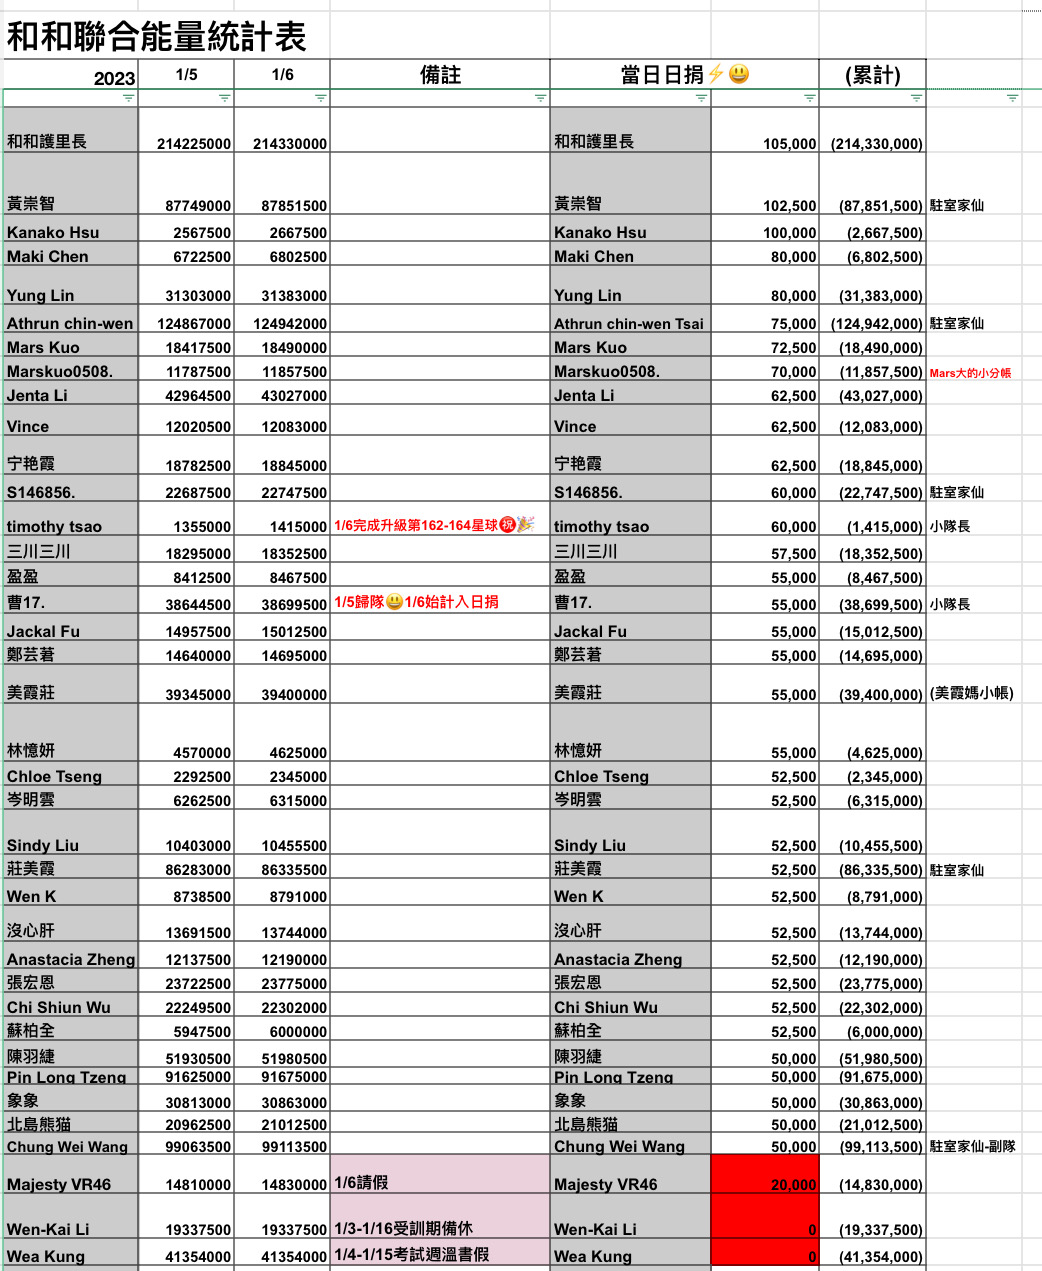 和和聯合能量統計表
2023 1/5 1/6 備註 當日日捐⚡😃 (累計)
和和護里長 214225000 214330000 和和護里長 105,000 (214,330,000)
黃崇智 87749000 87851500 黃崇智 102,500 (87,851,500) 駐室家仙
Kanako Hsu 2567500 2667500 Kanako Hsu 100,000 (2,667,500)
Maki Chen 6722500 6802500 Maki Chen 80,000 (6,802,500)
Yung Lin 31303000 31383000 Yung Lin 80,000 (31,383,000)
Athrun chin-wen 124867000 124942000 Athrun chin-wen Tsai 75,000 (124,942,000) 駐室家仙
Mars Kuo 18417500 18490000 Mars Kuo 72,500 (18,490,000)
Marskuo0508. 11787500 11857500 Marskuo0508. 70,000 (11,857,500) Mars大的小分帳
Jenta Li 42964500 43027000 Jenta Li 62,500 (43,027,000)
Vince 12020500 12083000 Vince 62,500 (12,083,000)
宁艳霞 18782500 18845000 宁艳霞 62,500 (18,845,000)
S146856. 22687500 22747500 S146856. 60,000 (22,747,500) 駐室家仙
timothy tsao 1355000 1415000 1/6完成升級第162-164星球㊗️🎉 timothy tsao 60,000 (1,415,000) 小隊長
三川三川 18295000 18352500 三川三川 57,500 (18,352,500)
盈盈 8412500 8467500 盈盈 55,000 (8,467,500)
曹17. 38644500 38699500 1/5歸隊😃1/6始計入日捐 曹17. 55,000 (38,699,500) 小隊長
Jackal Fu 14957500 15012500 Jackal Fu 55,000 (15,012,500)
鄭芸莙 14640000 14695000 鄭芸莙 55,000 (14,695,000)
美霞莊 39345000 39400000 美霞莊 55,000 (39,400,000) (美霞媽小帳)
林憶妍 4570000 4625000 林憶妍 55,000 (4,625,000)
Chloe Tseng 2292500 2345000 Chloe Tseng 52,500 (2,345,000)
岑明雲 6262500 6315000 岑明雲 52,500 (6,315,000)
Sindy Liu 10403000 10455500 Sindy Liu 52,500 (10,455,500)
莊美霞 86283000 86335500 莊美霞 52,500 (86,335,500) 駐室家仙
Wen K 8738500 8791000 Wen K 52,500 (8,791,000)
沒心肝 13691500 13744000 沒心肝 52,500 (13,744,000)
Anastacia Zheng 12137500 12190000 Anastacia Zheng 52,500 (12,190,000)
張宏恩 23722500 23775000 張宏恩 52,500 (23,775,000)
Chi Shiun Wu 22249500 22302000 Chi Shiun Wu 52,500 (22,302,000)
蘇柏全 5947500 6000000 蘇柏全 52,500 (6,000,000)
陳羽緁 51930500 51980500 陳羽緁 50,000 (51,980,500)
Pin Long Tzeng 91625000 91675000 Pin Long Tzeng 50,000 (91,675,000)
象象 30813000 30863000 象象 50,000 (30,863,000)
北島熊猫 20962500 21012500 北島熊猫 50,000 (21,012,500)
Chung Wei Wang 99063500 99113500 Chung Wei Wang 50,000 (99,113,500) 駐室家仙-副隊
Majesty VR46 14810000 14830000 1/6請假 Majesty VR46 20,000 (14,830,000)
Wen-Kai Li 19337500 19337500 1/3-1/16受訓期備休 Wen-Kai Li 0 (19,337,500)
Wea Kung 41354000 41354000 1/4-1/15考試週溫書假 Wea Kung 0 (41,354,000)